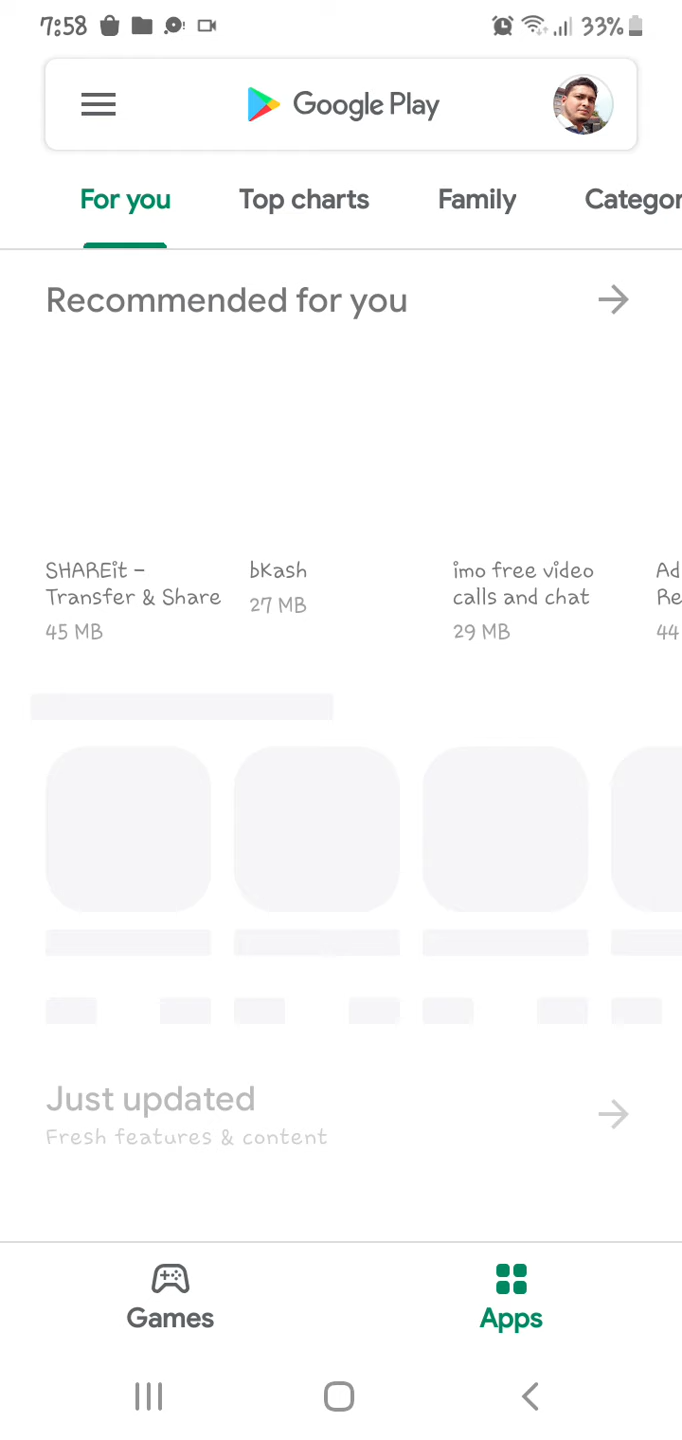 7:58 33%
Google Play
For you Top charts Family Categor
Recommended for you
SHAREit - bKash imo free video Ad
Transfer & Share 27 MB calls and chat Re
45 MB 29 MB 44
Just updated
Fresh features & content
Games Apps